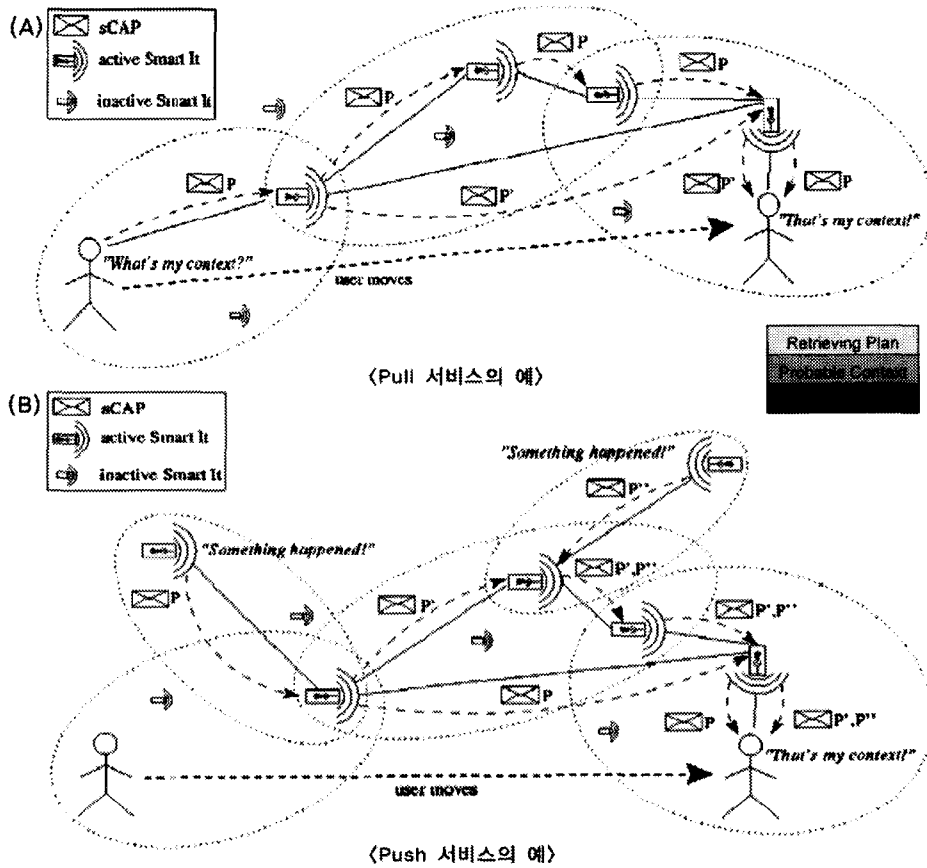 (A)
sCAP
active Smart It
inactive Smart It
P
P
P
P
P'
P'
P
"What's my context?"
"That's my context!"
user moves
〈Pull 서비스의 예〉
Retrieving Plan
Probable Context
(B)
sCAP
active Smart It
inactive Smart It
"Something happened!"
P''
"Something happened!"
P
P'
P',P''
P',P''
P
P
P',P''
"That's my context!"
user moves
〈Push 서비스의 예〉